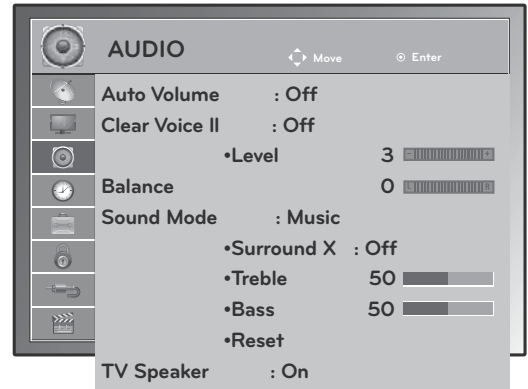 AUDIO Move Enter
Auto Volume : Off
Clear Voice II : Off
•Level 3 - +
Balance 0 L R
Sound Mode : Music
•Surround X : Off
•Treble 50
•Bass 50
•Reset
TV Speaker : On